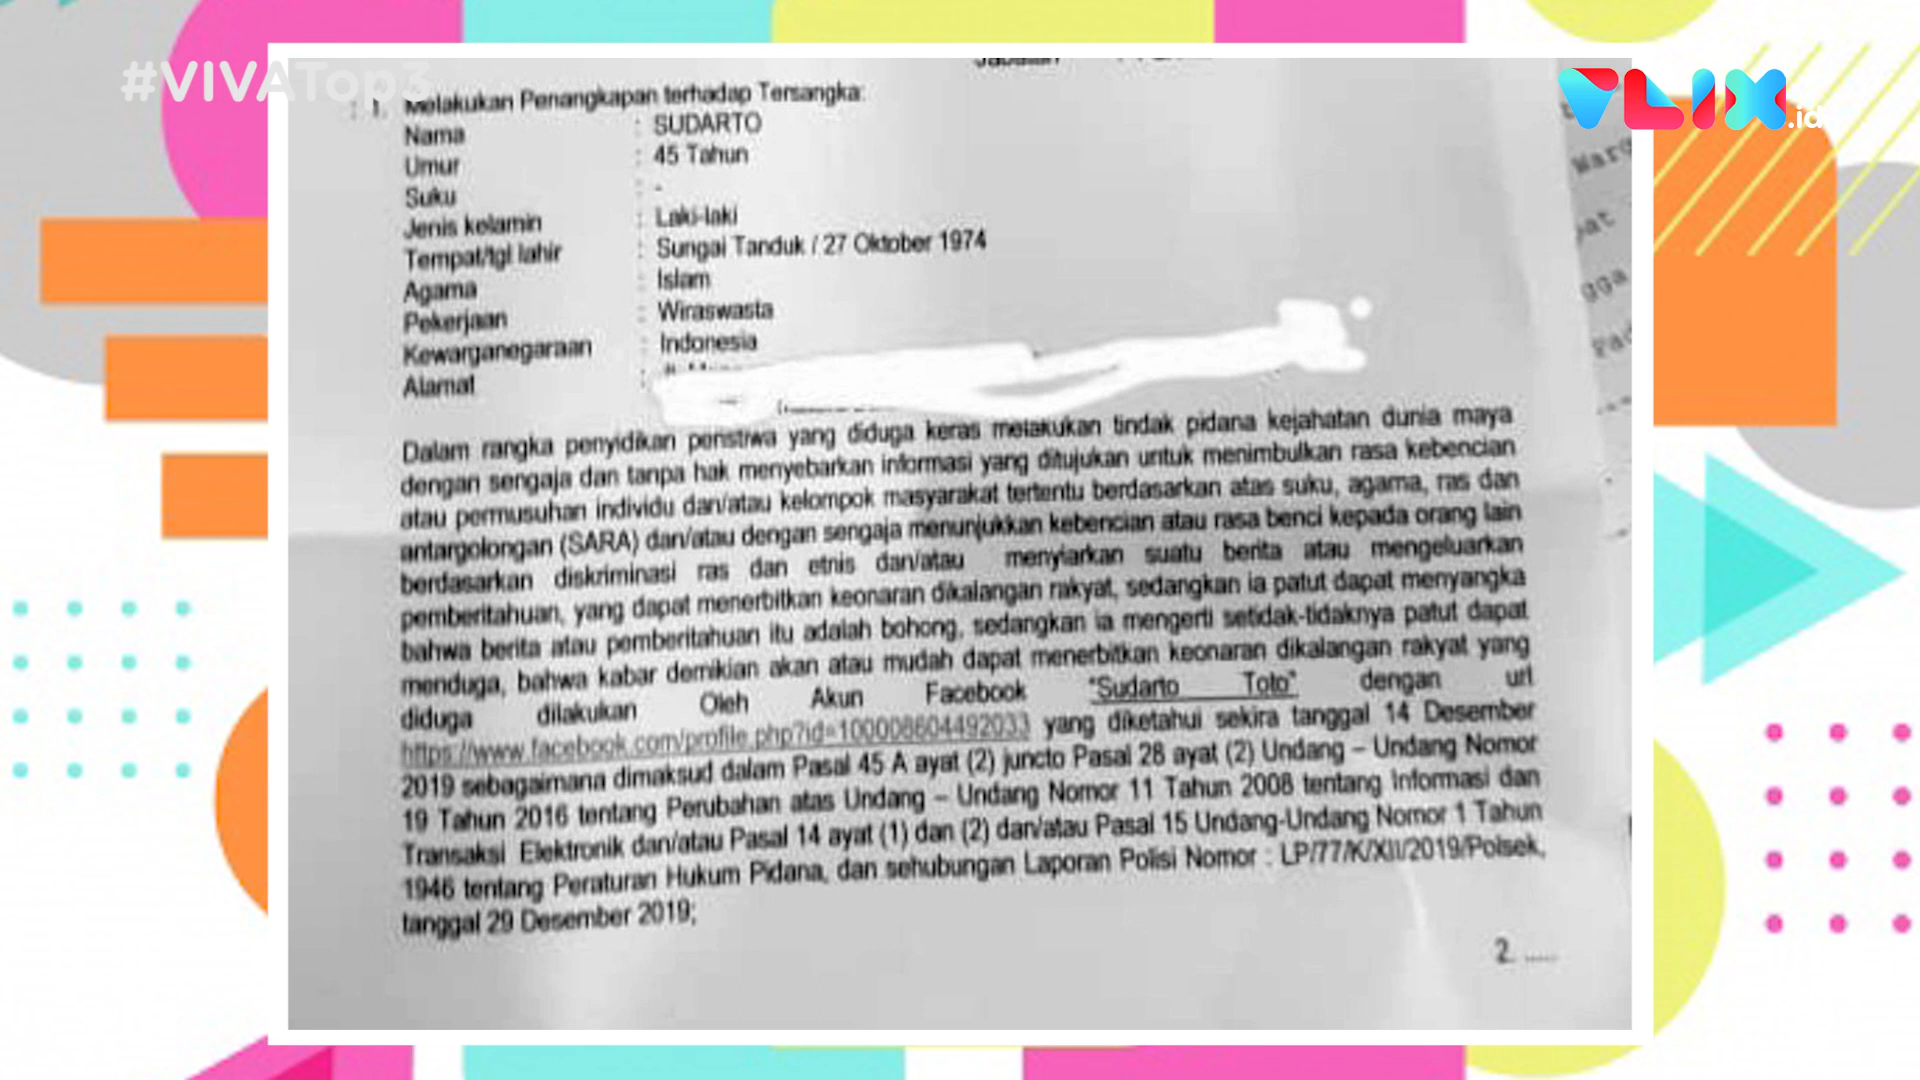 #VIVATop3
VLIX.id
1. Melakukan Penangkapan terhadap Tersangka:
Nama : SUDARTO
Umur : 45 Tahun
Suku : -
Jenis kelamin : Laki-laki
Tempat/tgl lahir : Sungai Tanduk / 27 Oktober 1974
Agama : Islam
Pekerjaan : Wiraswasta
Kewarganegaraan : Indonesia
Alamat :
Dalam rangka penyidikan peristiwa yang diduga keras melakukan tindak pidana kejahatan dunia maya
dengan sengaja dan tanpa hak menyebarkan informasi yang ditujukan untuk menimbulkan rasa kebencian
atau permusuhan individu dan/atau kelompok masyarakat tertentu berdasarkan atas suku, agama, ras dan
antargolongan (SARA) dan/atau dengan sengaja menunjukkan kebencian atau rasa benci kepada orang lain
berdasarkan diskriminasi ras dan etnis dan/atau menyiarkan suatu berita atau mengeluarkan
pemberitahuan, yang dapat menerbitkan keonaran dikalangan rakyat, sedangkan ia patut dapat menyangka
bahwa berita atau pemberitahuan itu adalah bohong, sedangkan ia mengerti setidak-tidaknya patut dapat
menduga, bahwa kabar demikian akan atau mudah dapat menerbitkan keonaran dikalangan rakyat yang
diduga dilakukan Oleh Akun Facebook "Sudarto Toto" dengan url
https://www.facebook.com/profile.php?id=100008604492033 yang diketahui sekira tanggal 14 Desember
2019 sebagaimana dimaksud dalam Pasal 45 A ayat (2) juncto Pasal 28 ayat (2) Undang – Undang Nomor
19 Tahun 2016 tentang Perubahan atas Undang – Undang Nomor 11 Tahun 2008 tentang Informasi dan
Transaksi Elektronik dan/atau Pasal 14 ayat (1) dan (2) dan/atau Pasal 15 Undang-Undang Nomor 1 Tahun
1946 tentang Peraturan Hukum Pidana, dan sehubungan Laporan Polisi Nomor : LP/77/K/XII/2019/Polsek,
tanggal 29 Desember 2019;
2. .....